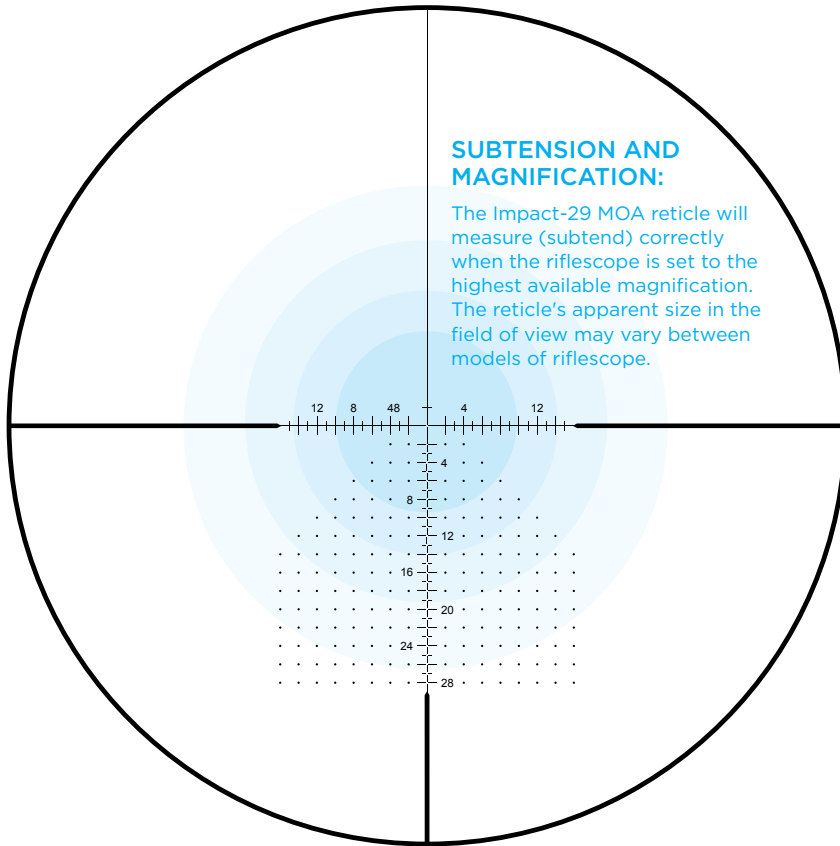 SUBTENSION AND
MAGNIFICATION:
The Impact-29 MOA reticle will
measure (subtend) correctly
when the riflescope is set to the
highest available magnification.
The reticle's apparent size in the
field of view may vary between
models of riflescope.
12 8 48 4 12
4
8
12
16
20
24
28